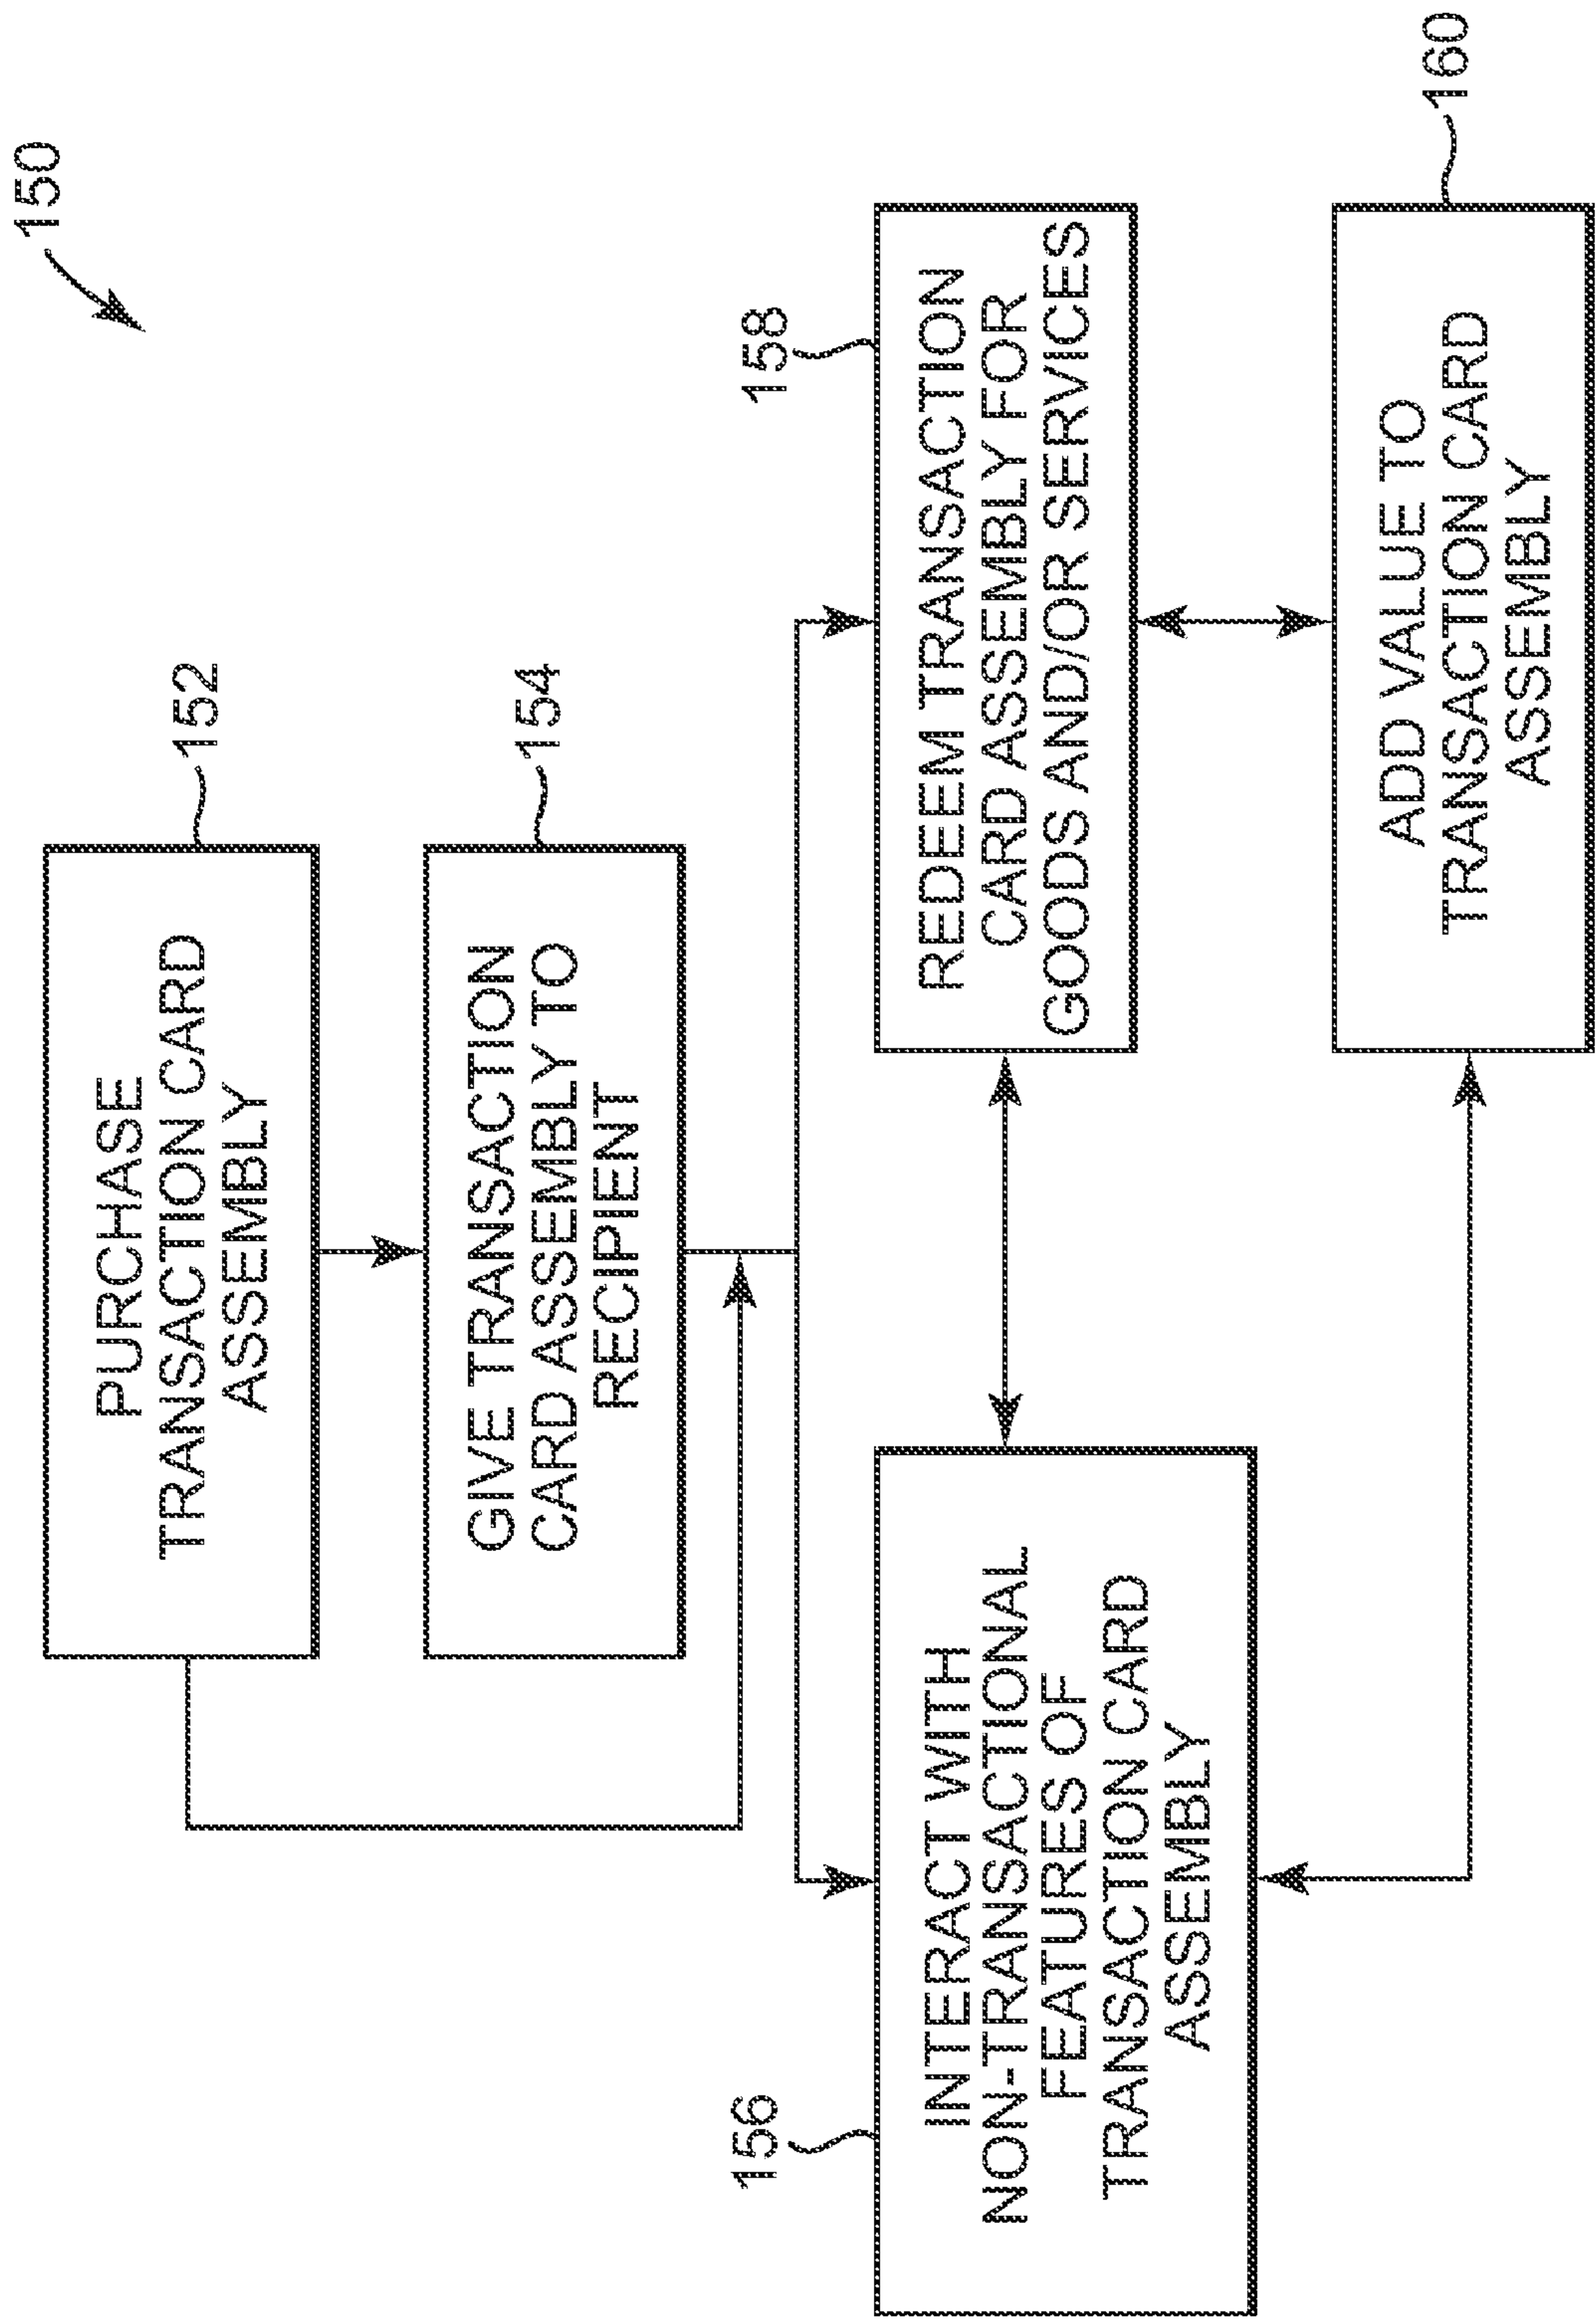 150
PURCHASE
TRANSACTION CARD
ASSEMBLY
152
GIVE TRANSACTION
CARD ASSEMBLY TO
RECIPIENT
154
156
INTERACT WITH
NON-TRANSACTIONAL
FEATURES OF
TRANSACTION CARD
ASSEMBLY
158
REDEEM TRANSACTION
CARD ASSEMBLY FOR
GOODS AND/OR SERVICES
ADD VALUE TO
TRANSACTION CARD
ASSEMBLY
160